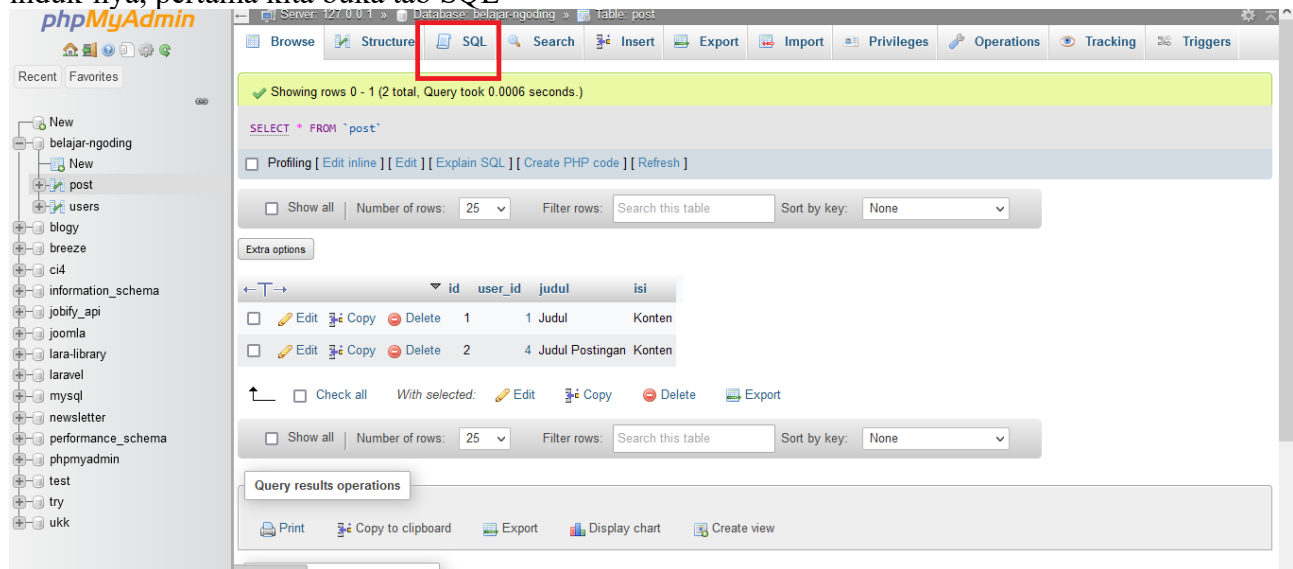 induk-nya, pertama kita buka tab SQL
phpMyAdmin
Recent Favorites
New
belajar-ngoding
New
post
users
blogy
breeze
ci4
information_schema
jobify_api
joomla
lara-library
laravel
mysql
newsletter
performance_schema
phpmyadmin
test
try
ukk
Server: 127.0.0.1 » Database: belajar-ngoding » Table: post
Browse Structure SQL Search Insert Export Import Privileges Operations Tracking Triggers
Showing rows 0 - 1 (2 total, Query took 0.0006 seconds.)
SELECT * FROM `post`
Profiling [ Edit inline ] [ Edit ] [ Explain SQL ] [ Create PHP code ] [ Refresh ]
Show all | Number of rows: 25 Filter rows: Search this table Sort by key: None
Extra options
←T→ ▼ id user_id judul isi
Edit Copy Delete 1 1 Judul Konten
Edit Copy Delete 2 4 Judul Postingan Konten
Check all With selected: Edit Copy Delete Export
Show all | Number of rows: 25 Filter rows: Search this table Sort by key: None
Query results operations
Print Copy to clipboard Export Display chart Create view